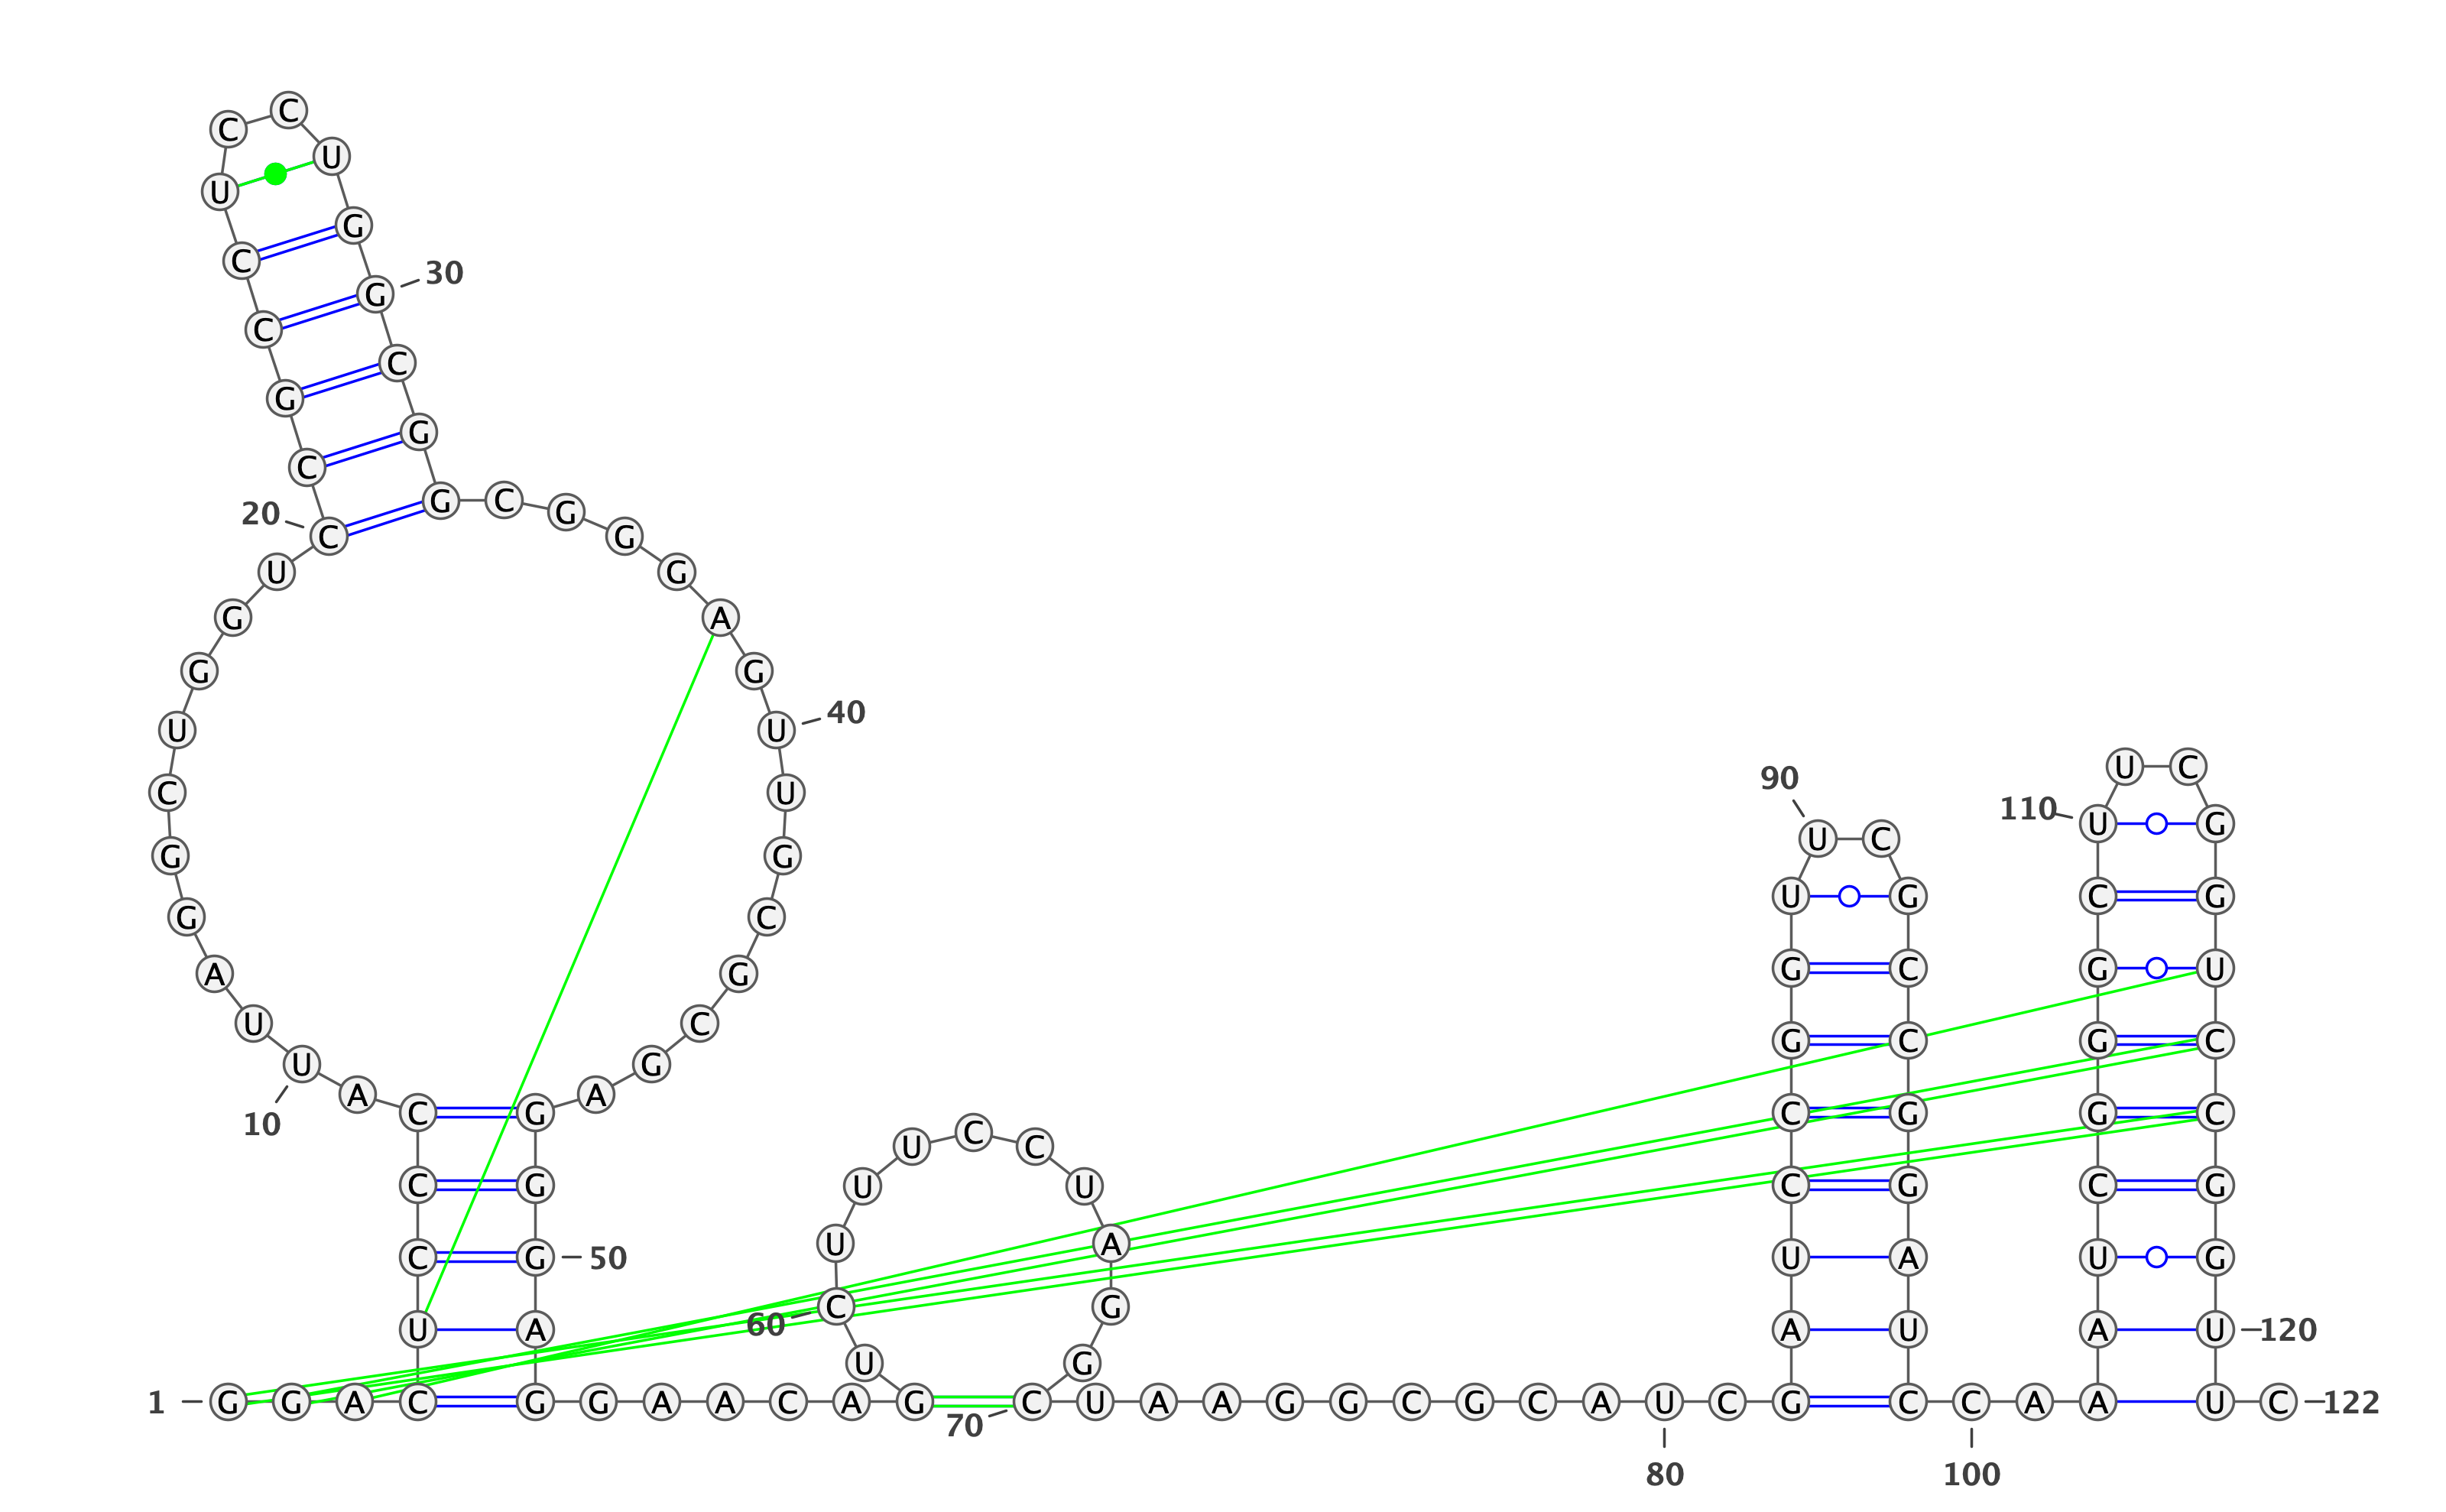 C
C
U
U
G
C
30
G
C
C
G
G
C
G C
20 G
C G
U G
G A
G G
40
U U
U C
90
C U
110 U G
U C
G G
U G C G
G C
G C G U
A G
U C
G C G C
U G
A A
C G C G G C
10
C
U C
C G U U C G C G
U A
C G 50 U A U G
C G
60
U A A U A U 120
U G
1 G G A C G G A A C A G C U A A G G C G C A U C G C C A A U C 122
70
80 100